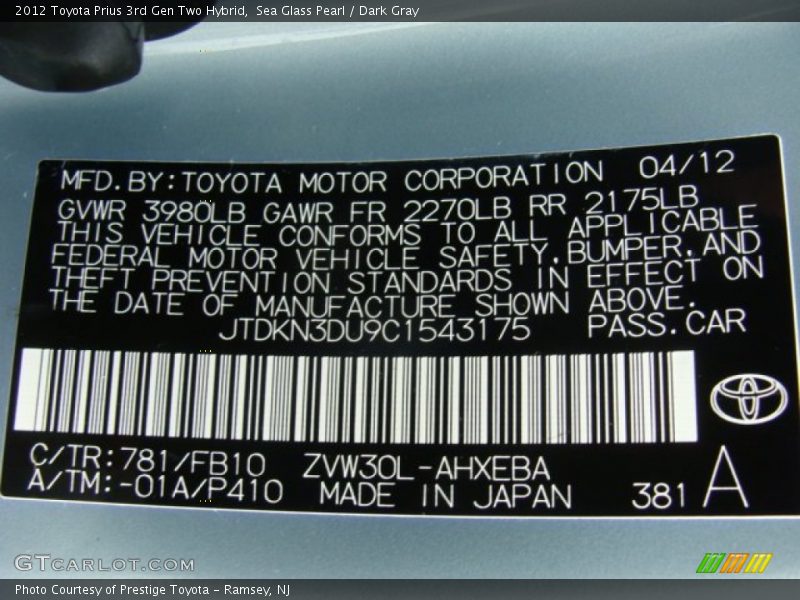 2012 Toyota Prius 3rd Gen Two Hybrid, Sea Glass Pearl / Dark Gray
MFD.BY:TOYOTA MOTOR CORPORATION 04/12
GVWR 3980LB GAWR FR 2270LB RR 2175LB
THIS VEHICLE CONFORMS TO ALL APPLICABLE
FEDERAL MOTOR VEHICLE SAFETY,BUMPER,AND
THEFT PREVENTION STANDARDS IN EFFECT ON
THE DATE OF MANUFACTURE SHOWN ABOVE.
JTDKN3DU9C1543175 PASS.CAR
C/TR:781/FB10 ZVW30L-AHXEBA
A/TM:-01A/P410 MADE IN JAPAN 381 A
GTCARLOT.COM
Photo Courtesy of Prestige Toyota - Ramsey, NJ